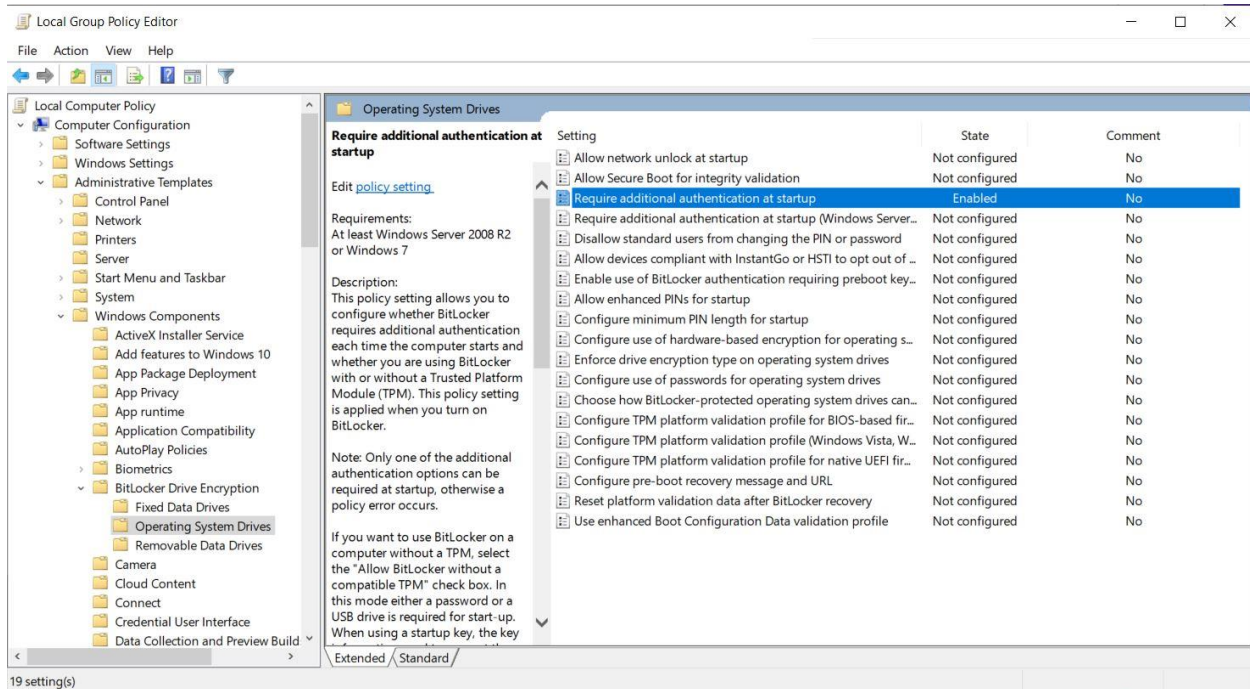 Local Group Policy Editor
File Action View Help
Local Computer Policy
Computer Configuration
Software Settings
Windows Settings
Administrative Templates
Control Panel
Network
Printers
Server
Start Menu and Taskbar
System
Windows Components
ActiveX Installer Service
Add features to Windows 10
App Package Deployment
App Privacy
App runtime
Application Compatibility
AutoPlay Policies
Biometrics
BitLocker Drive Encryption
Fixed Data Drives
Operating System Drives
Removable Data Drives
Camera
Cloud Content
Connect
Credential User Interface
Data Collection and Preview Build
Operating System Drives
Require additional authentication at
startup
Edit policy setting
Requirements:
At least Windows Server 2008 R2
or Windows 7
Description:
This policy setting allows you to
configure whether BitLocker
requires additional authentication
each time the computer starts and
whether you are using BitLocker
with or without a Trusted Platform
Module (TPM). This policy setting
is applied when you turn on
BitLocker.
Note: Only one of the additional
authentication options can be
required at startup, otherwise a
policy error occurs.
If you want to use BitLocker on a
computer without a TPM, select
the "Allow BitLocker without a
compatible TPM" check box. In
this mode either a password or a
USB drive is required for start-up.
When using a startup key, the key
Setting State Comment
Allow network unlock at startup Not configured No
Allow Secure Boot for integrity validation Not configured No
Require additional authentication at startup Enabled No
Require additional authentication at startup (Windows Server... Not configured No
Disallow standard users from changing the PIN or password Not configured No
Allow devices compliant with InstantGo or HSTI to opt out of ... Not configured No
Enable use of BitLocker authentication requiring preboot key... Not configured No
Allow enhanced PINs for startup Not configured No
Configure minimum PIN length for startup Not configured No
Configure use of hardware-based encryption for operating s... Not configured No
Enforce drive encryption type on operating system drives Not configured No
Configure use of passwords for operating system drives Not configured No
Choose how BitLocker-protected operating system drives can... Not configured No
Configure TPM platform validation profile for BIOS-based fir... Not configured No
Configure TPM platform validation profile (Windows Vista, W... Not configured No
Configure TPM platform validation profile for native UEFI fir... Not configured No
Configure pre-boot recovery message and URL Not configured No
Reset platform validation data after BitLocker recovery Not configured No
Use enhanced Boot Configuration Data validation profile Not configured No
Extended Standard
19 setting(s)